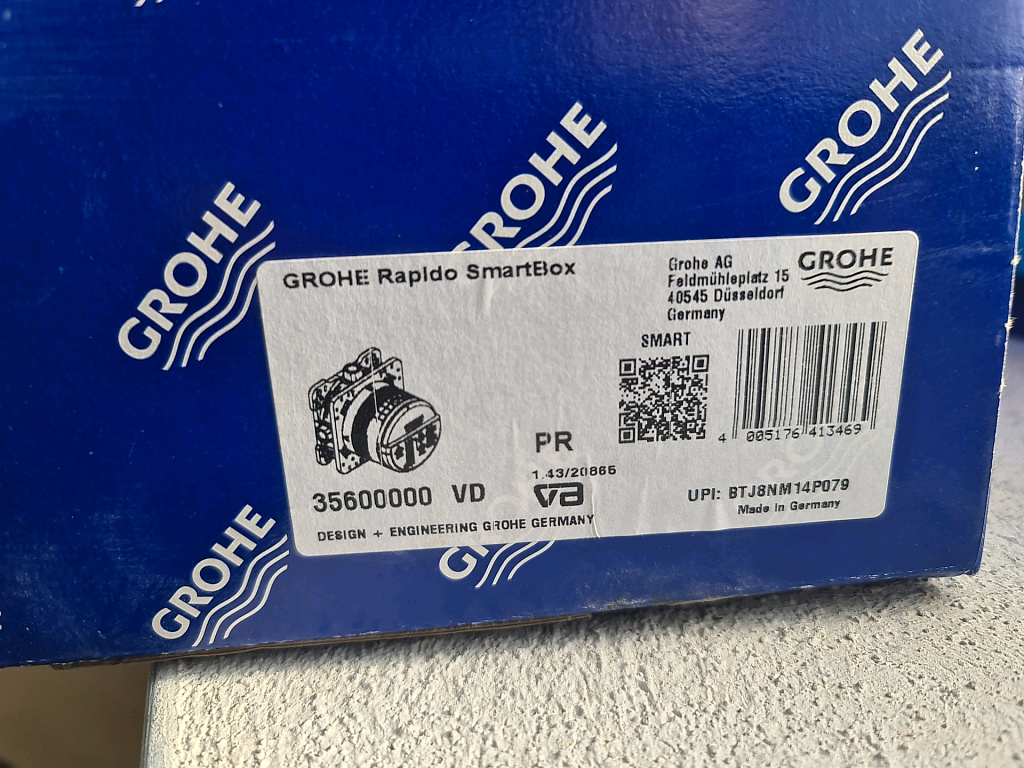 GROHE
GROHE
GROHE
GROHE Rapido SmartBox
Grohe AG
Feldmühleplatz 15
40545 Düsseldorf
Germany
GROHE
SMART
4 005176 413469
PR
1.43/20865
VA
35600000 VD
UPI: BTJ8NM14P079
Made in Germany
DESIGN + ENGINEERING GROHE GERMANY
GROHE